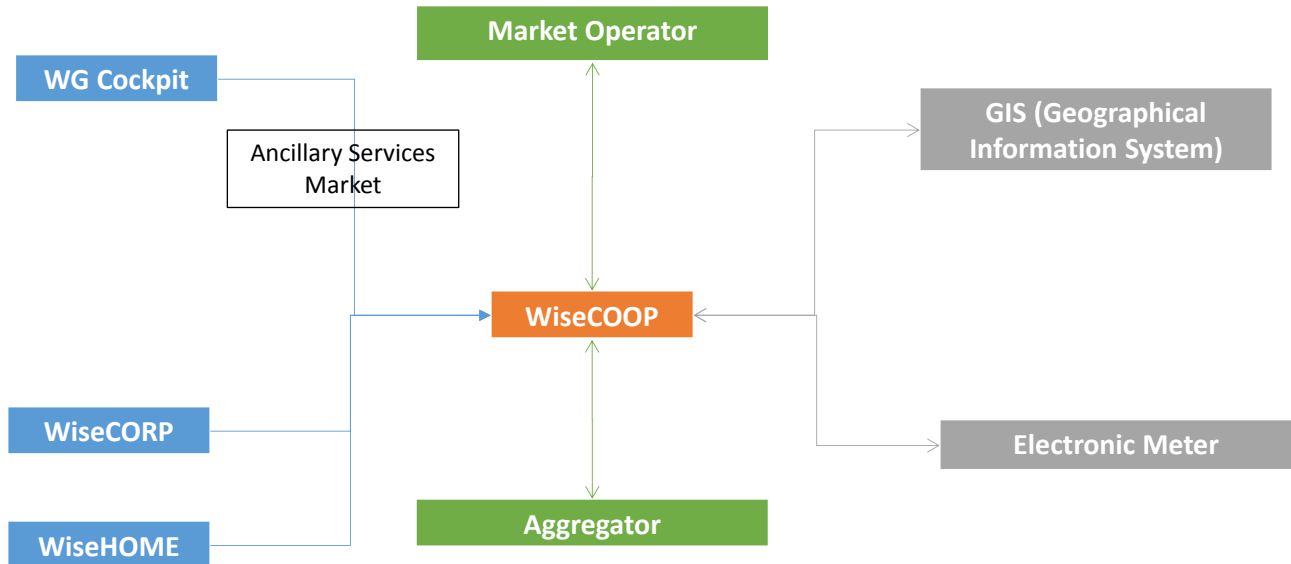 Market Operator
WG Cockpit
GIS (Geographical
Information System)
Ancillary Services
Market
WiseCOOP
WiseCORP
Electronic Meter
Aggregator
WiseHOME